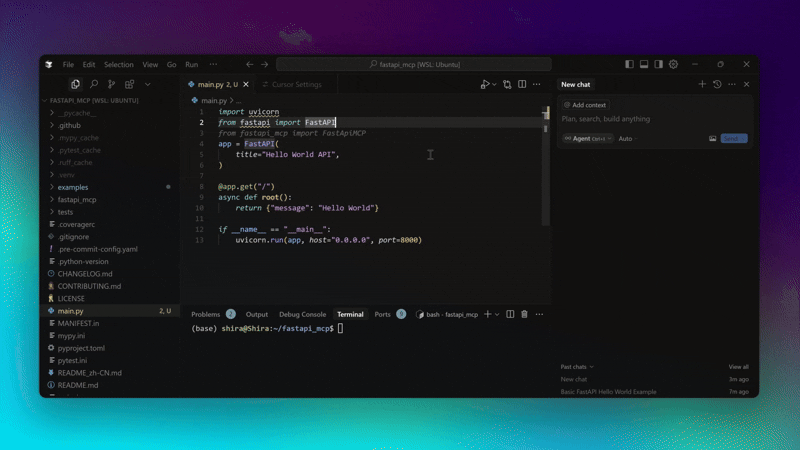 File Edit Selection View Go Run ···
fastapi_mcp [WSL: Ubuntu]
FASTAPI_MCP [WSL: UBUNTU]
__pycache__
.github
.mypy_cache
.pytest_cache
.ruff_cache
.venv
examples
fastapi_mcp
tests
.coveragerc
.gitignore
.pre-commit-config.yaml
.python-version
CHANGELOG.md
CONTRIBUTING.md
LICENSE
main.py 2, U
MANIFEST.in
mypy.ini
pyproject.toml
pytest.ini
README_zh-CN.md
README.md
main.py 2, U Cursor Settings
main.py > ...
1 import uvicorn
2 from fastapi import FastAPI
3 from fastapi_mcp import FastApiMCP
4 app = FastAPI(
5 title="Hello World API",
6 )
7
8 @app.get("/")
9 async def root():
10 return {"message": "Hello World"}
11
12 if __name__ == "__main__":
13 uvicorn.run(app, host="0.0.0.0", port=8000)
Problems 2 Output Debug Console Terminal Ports 9 bash - fastapi_mcp
(base) shira@Shira:~/fastapi_mcp$
New chat
Add context
Plan, search, build anything
Agent Ctrl+I Auto Send
Past chats View all
New chat 3m ago
Basic FastAPI Hello World Example 7m ago